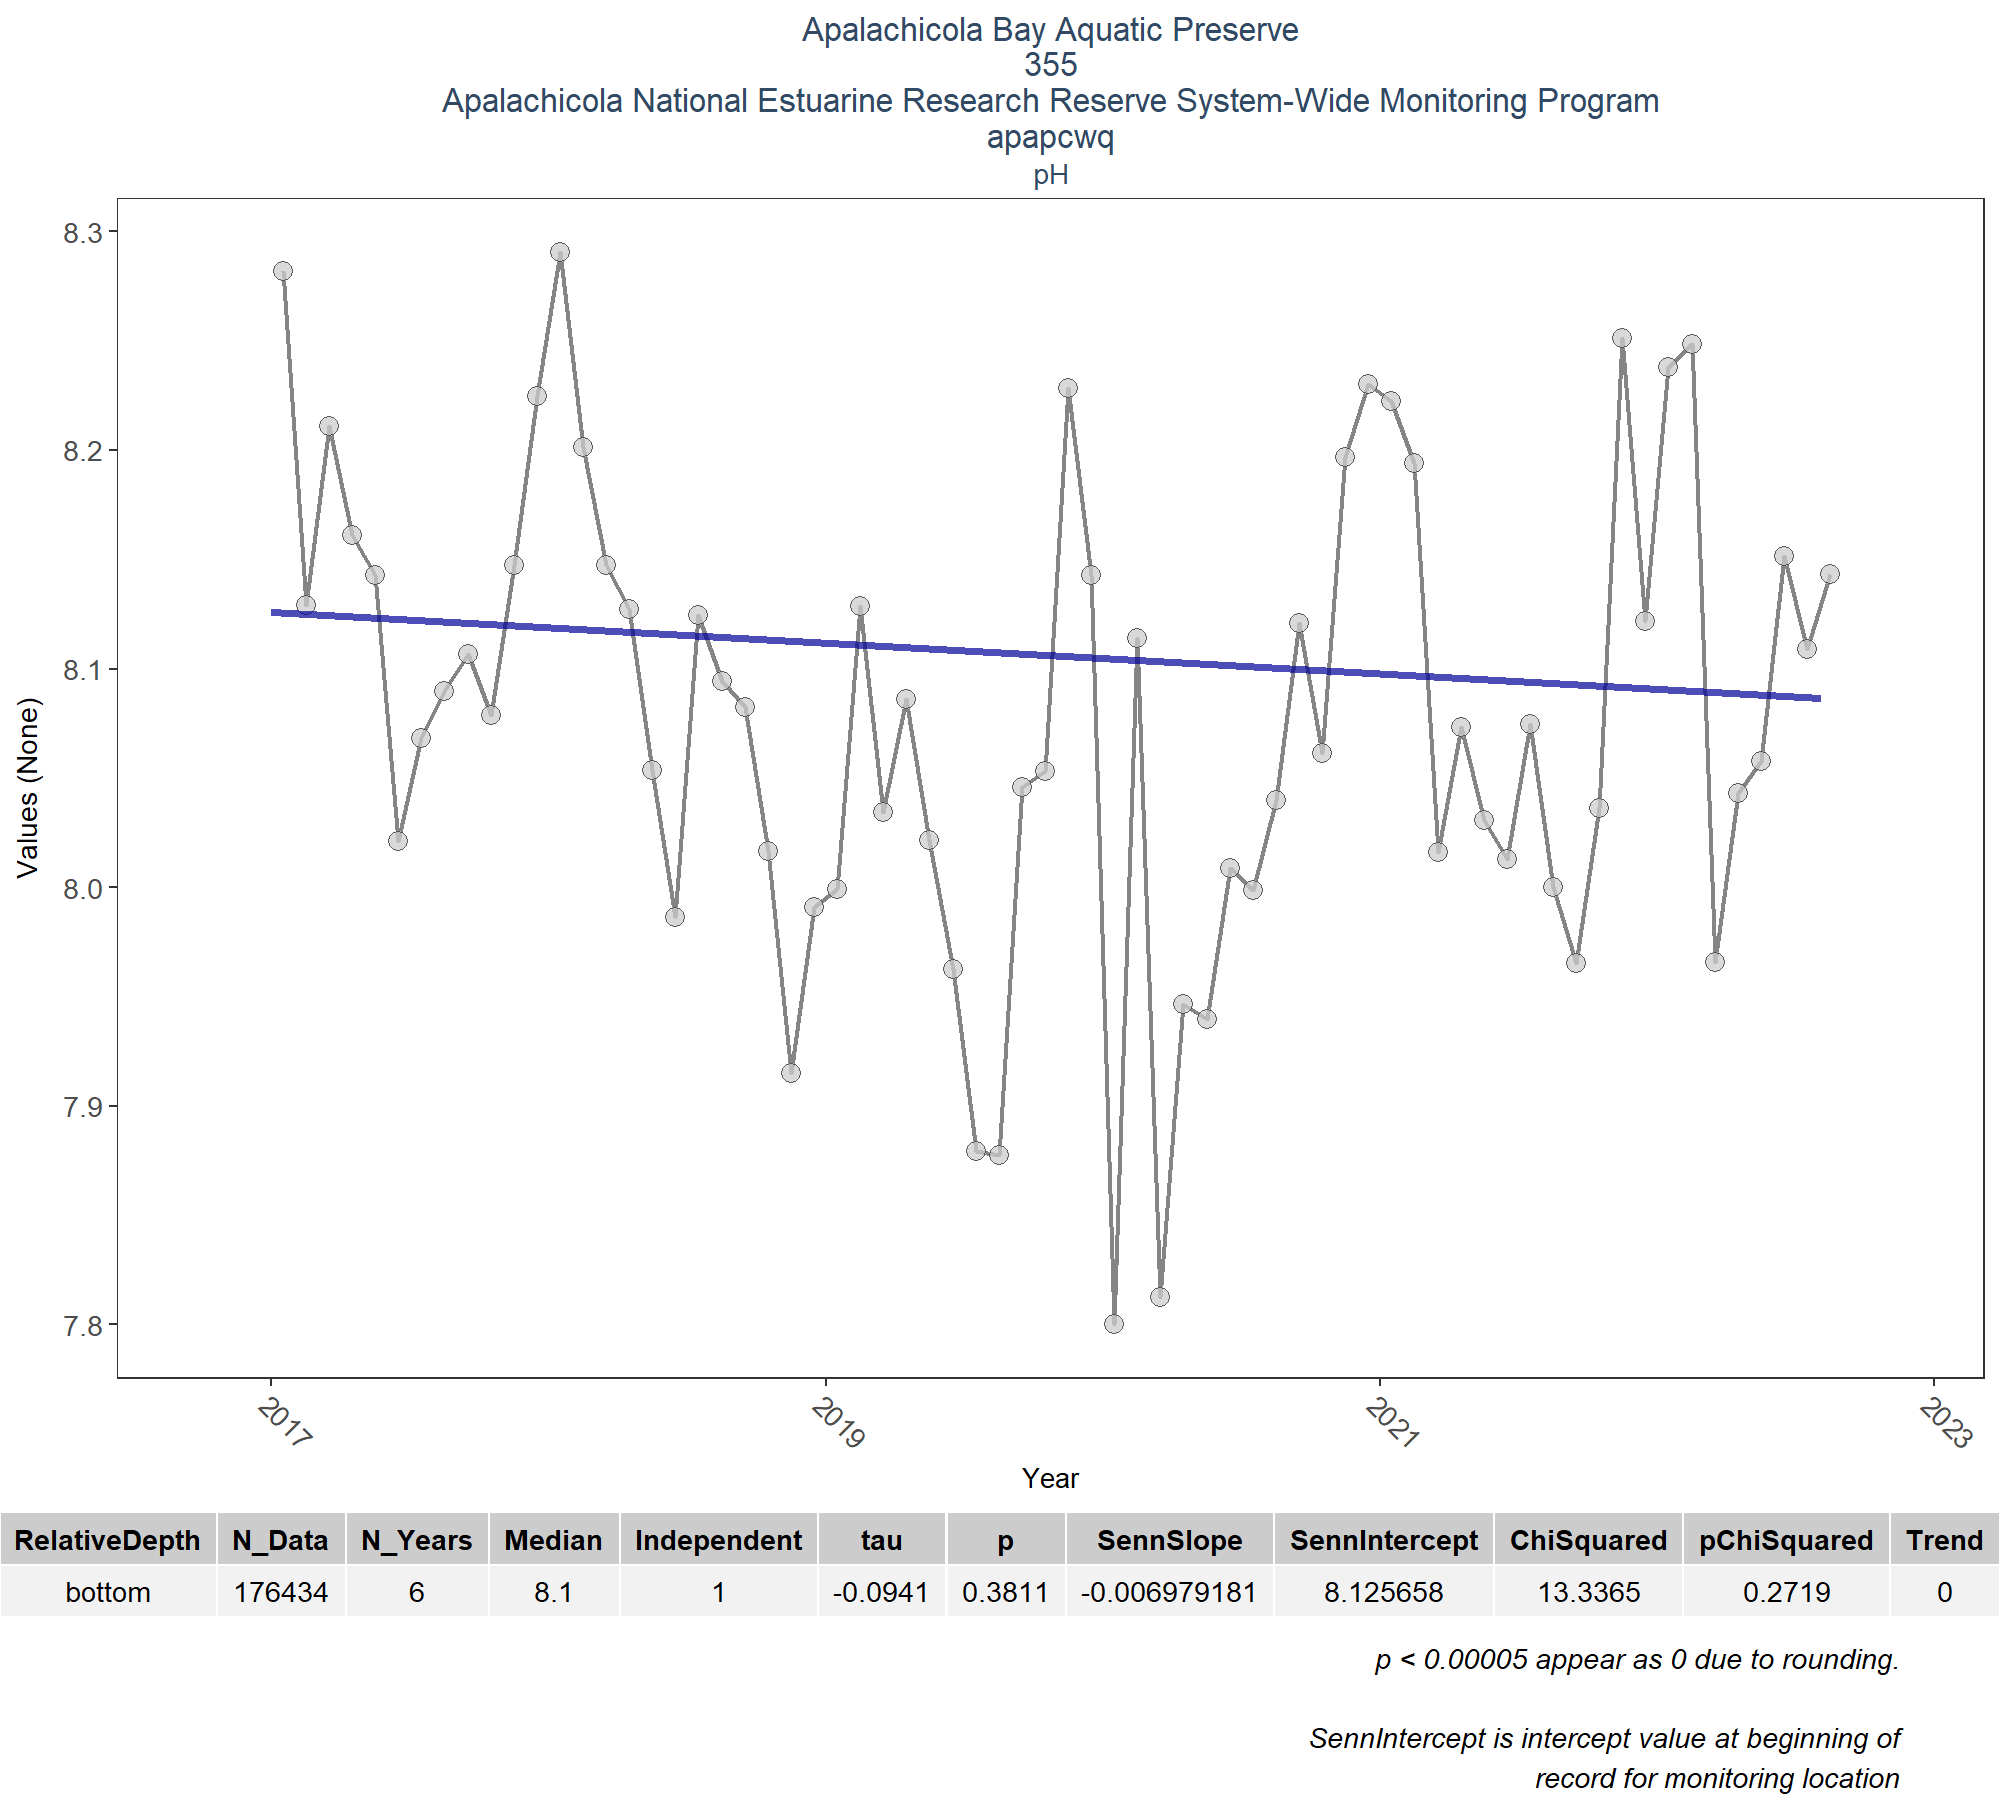 Apalachicola Bay Aquatic Preserve
355
Apalachicola National Estuarine Research Reserve System-Wide Monitoring Program
apapcwq
pH
8.3
8.2
8.1
8.0
7.9
7.8
Values (None)
2017 2019 2021 2023
Year
RelativeDepth N_Data N_Years Median Independent tau p SennSlope SennIntercept ChiSquared pChiSquared Trend
bottom 176434 6 8.1 1 -0.0941 0.3811 -0.006979181 8.125658 13.3365 0.2719 0
p < 0.00005 appear as 0 due to rounding.
SennIntercept is intercept value at beginning of
record for monitoring location